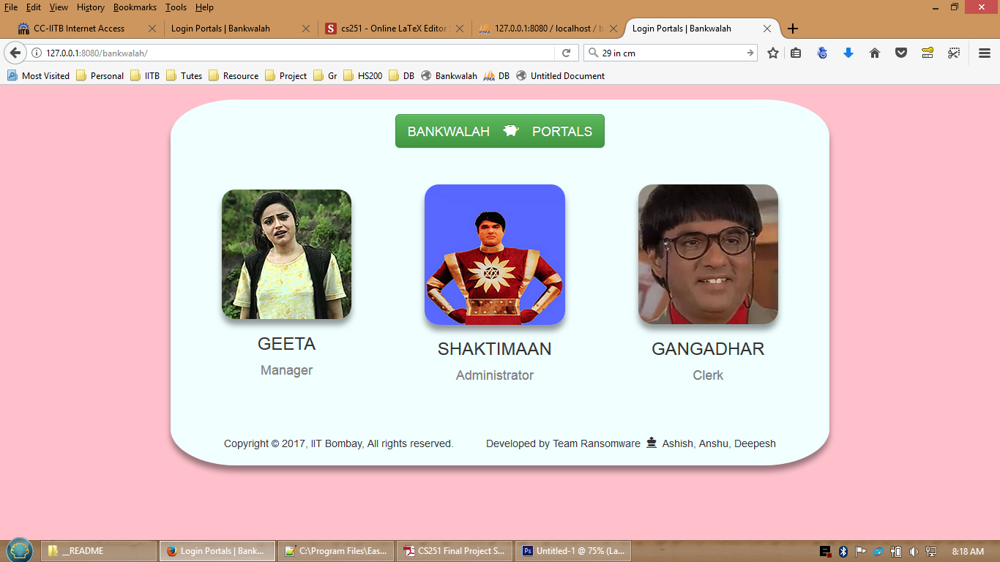 File Edit View History Bookmarks Tools Help
CC-IITB Internet Access
Login Portals | Bankwalah
cs251 - Online LaTeX Editor
127.0.0.1:8080 / localhost / b
Login Portals | Bankwalah
127.0.0.1:8080/bankwalah/
29 in cm
Most Visited Personal IITB Tutes Resource Project Gr HS200 DB Bankwalah DB Untitled Document
BANKWALAH PORTALS
GEETA
Manager
SHAKTIMAAN
Administrator
GANGADHAR
Clerk
Copyright © 2017, IIT Bombay, All rights reserved. Developed by Team Ransomware Ashish, Anshu, Deepesh
__README
Login Portals | Bank...
C:\Program Files\Eas...
CS251 Final Project S...
Untitled-1 @ 75% (La...
8:18 AM